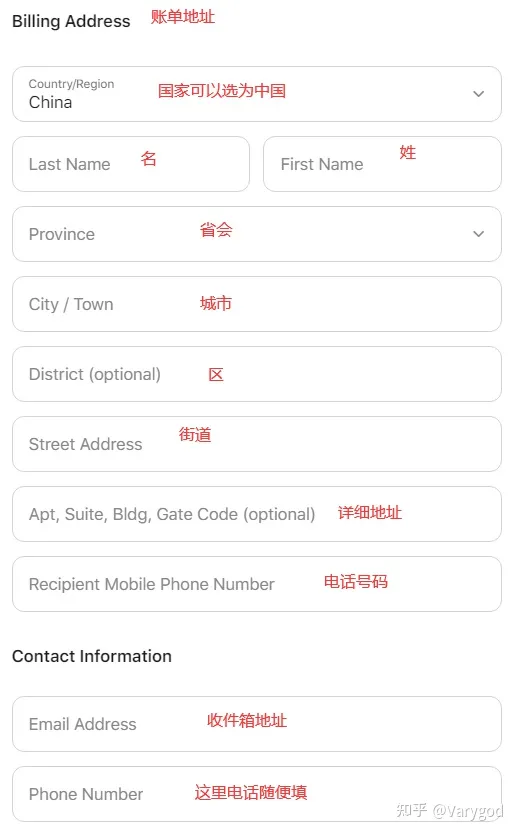 Billing Address 账单地址
Country/Region
China 国家可以选为中国
Last Name 名 First Name 姓
Province 省会
City / Town 城市
District (optional) 区
Street Address 街道
Apt, Suite, Bldg, Gate Code (optional) 详细地址
Recipient Mobile Phone Number 电话号码
Contact Information
Email Address 收件箱地址
Phone Number 这里电话随便填
知乎 @Varygod